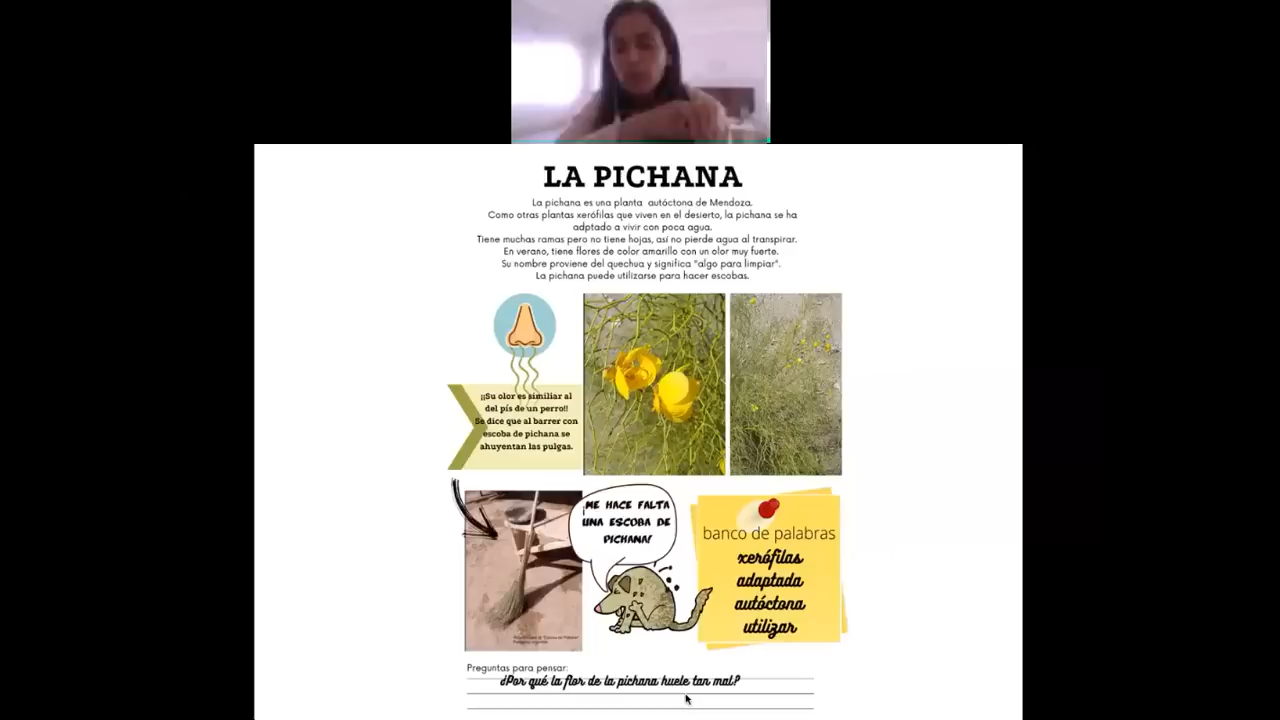 LA PICHANA
La pichana es una planta autóctona de Mendoza.
Como otras plantas xerófilas que viven en el desierto, la pichana se ha
adptado a vivir con poca agua.
Tiene muchas ramas pero no tiene hojas, así no pierde agua al transpirar.
En verano, tiene flores de color amarillo con un olor muy fuerte.
Su nombre proviene del quechua y significa "algo para limpiar".
La pichana puede utilizarse para hacer escobas.
¡¡Su olor es similiar al
del pís de un perro!!
Se dice que al barrer con
escoba de pichana se
ahuyentan las pulgas.
¡ME HACE FALTA
UNA ESCOBA DE
PICHANA!
banco de palabras
xerófilas
adaptada
autóctona
utilizar
Preguntas para pensar:
¿Por qué la flor de la pichana huele tan mal?